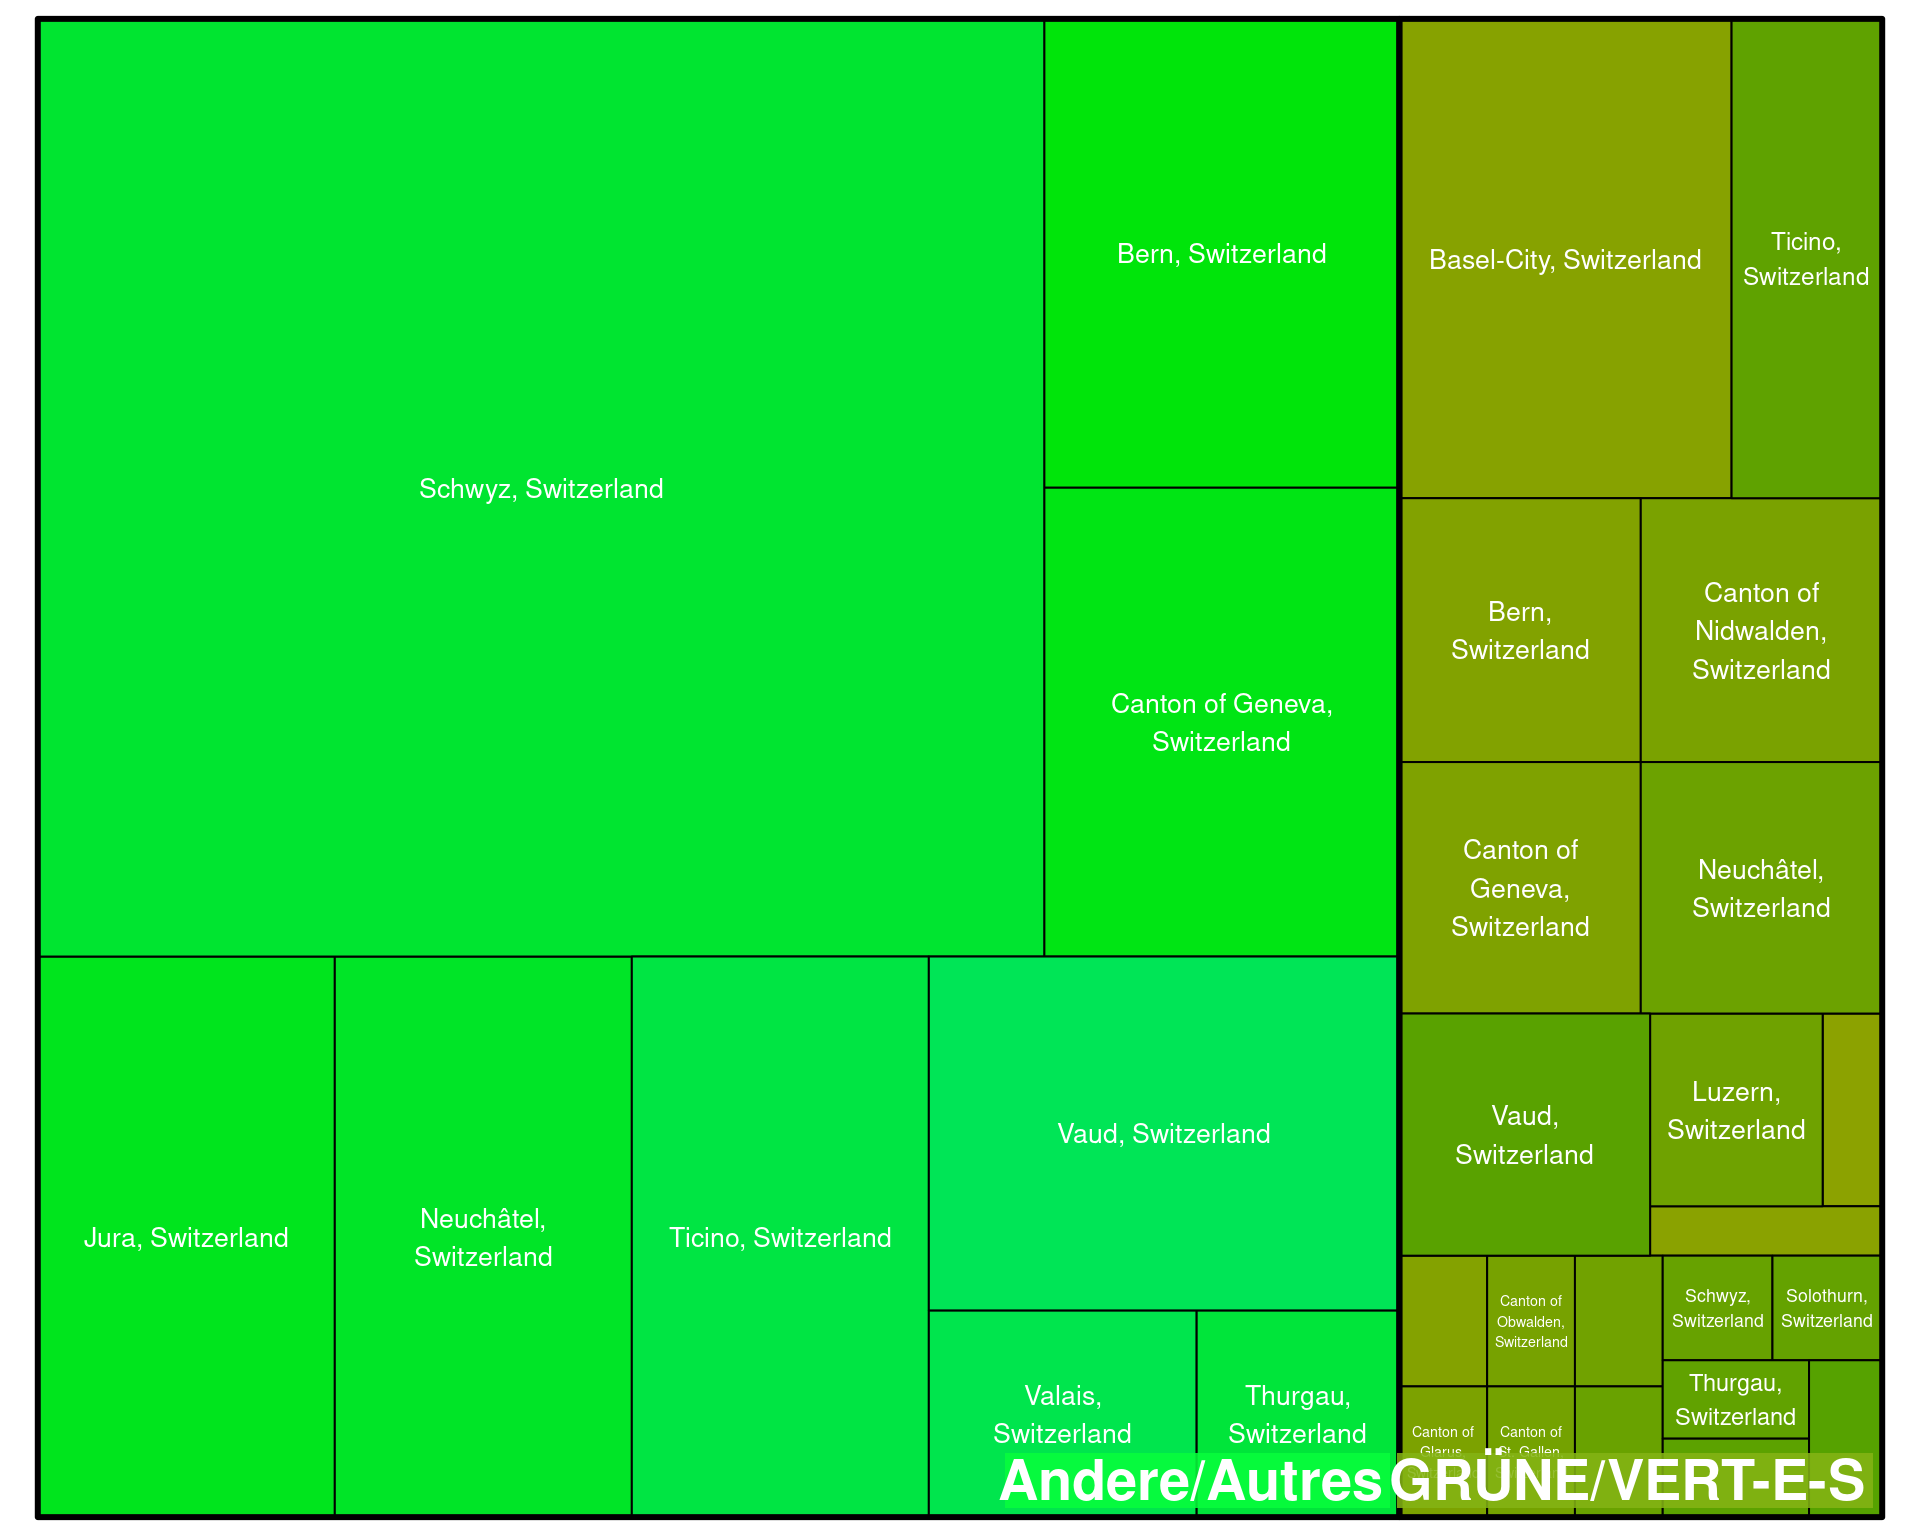 Schwyz, Switzerland
Bern, Switzerland
Canton of Geneva,
Switzerland
Jura, Switzerland
Neuchâtel,
Switzerland
Ticino, Switzerland
Vaud, Switzerland
Valais,
Switzerland
Thurgau,
Switzerland
Andere/Autres
Basel-City, Switzerland
Ticino,
Switzerland
Bern,
Switzerland
Canton of
Nidwalden,
Switzerland
Canton of
Geneva,
Switzerland
Neuchâtel,
Switzerland
Vaud,
Switzerland
Luzern,
Switzerland
Canton of
Obwalden,
Switzerland
Schwyz,
Switzerland
Solothurn,
Switzerland
Thurgau,
Switzerland
Canton of
Glarus,
Canton of
St. Gallen,
GRÜNE/VERT-E-S